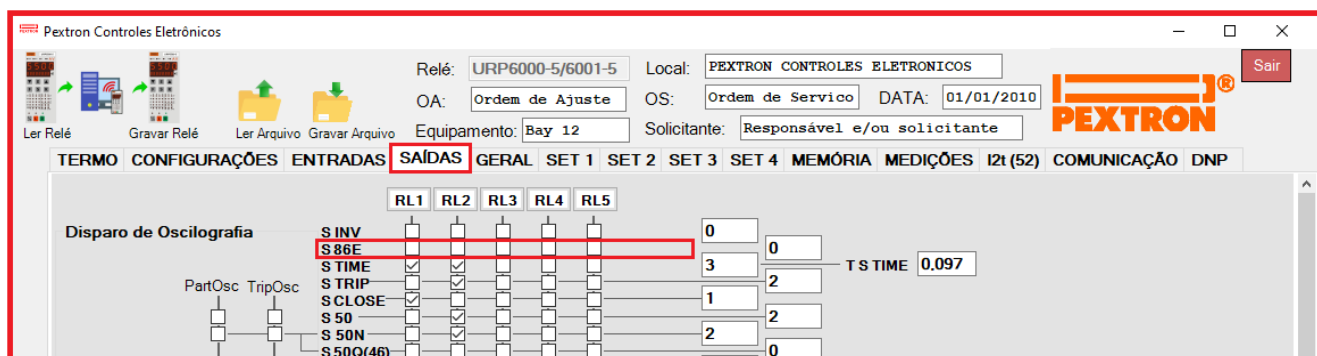 Pextron Controles Eletrônicos
Relé: URP6000-5/6001-5 Local: PEXTRON CONTROLES ELETRONICOS Sair
OA: Ordem de Ajuste OS: Ordem de Servico DATA: 01/01/2010
Ler Relé Gravar Relé Ler Arquivo Gravar Arquivo Equipamento: Bay 12 Solicitante: Responsável e/ou solicitante PEXTRON®
TERMO CONFIGURAÇÕES ENTRADAS SAÍDAS GERAL SET 1 SET 2 SET 3 SET 4 MEMÓRIA MEDIÇÕES I2t (52) COMUNICAÇÃO DNP
RL1 RL2 RL3 RL4 RL5
Disparo de Oscilografia S INV 0
S 86E 0
S TIME 3 T S TIME 0.097
PartOsc TripOsc S TRIP 2
S CLOSE 1
S 50 2
S 50N 2
S 50Q(46) 0